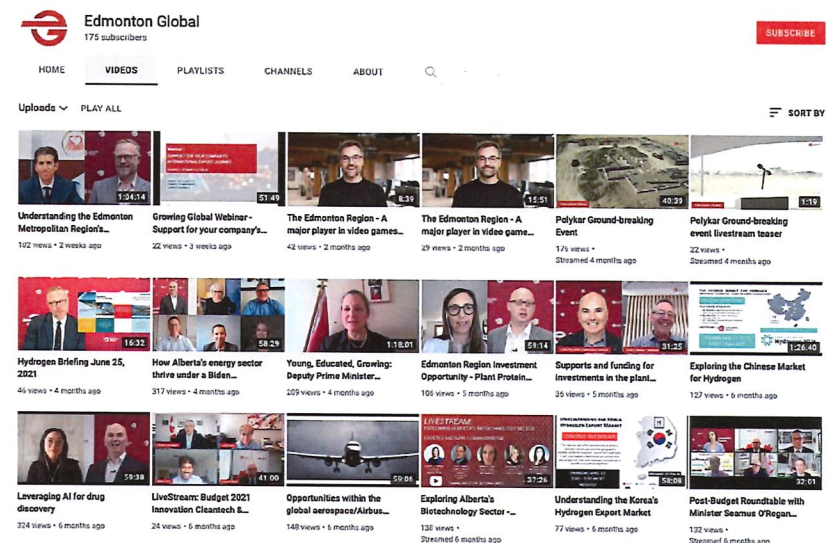 Edmonton Global
175 subscribers
SUBSCRIBE
HOME VIDEOS PLAYLISTS CHANNELS ABOUT
Uploads PLAY ALL SORT BY
1:04:14 51:49 8:39 15:51 40:39 1:19
Understanding the Edmonton Metropolitan Region's...
102 views • 2 weeks ago
Growing Global Webinar - Support for your company's...
22 views • 3 weeks ago
The Edmonton Region - A major player in video games...
42 views • 2 months ago
The Edmonton Region - A major player in video game...
29 views • 2 months ago
Polykar Ground-breaking Event
176 views •
Streamed 4 months ago
Polykar Ground-breaking event livestream teaser
22 views •
Streamed 4 months ago
16:32 58:29 1:18:01 59:14 31:25 1:26:40
Hydrogen Briefing June 25, 2021
46 views • 4 months ago
How Alberta's energy sector thrive under a Biden...
317 views • 4 months ago
Young, Educated, Growing: Deputy Prime Minister...
209 views • 4 months ago
Edmonton Region Investment Opportunity - Plant Protein...
106 views • 5 months ago
Supports and funding for investments in the plant...
36 views • 5 months ago
Exploring the Chinese Market for Hydrogen
127 views • 6 months ago
59:38 41:00 59:06 LIVESTREAM: 37:26 58:08 32:01
Leveraging AI for drug discovery
324 views • 6 months ago
LiveStream: Budget 2021 Innovation Cleantech &...
24 views • 6 months ago
Opportunities within the global aerospace/Airbus...
148 views • 6 months ago
Exploring Alberta's Biotechnology Sector -...
138 views •
Streamed 6 months ago
Understanding the Korea's Hydrogen Export Market
77 views • 6 months ago
Post-Budget Roundtable with Minister Seamus O'Regan...
132 views •
Streamed 6 months ago